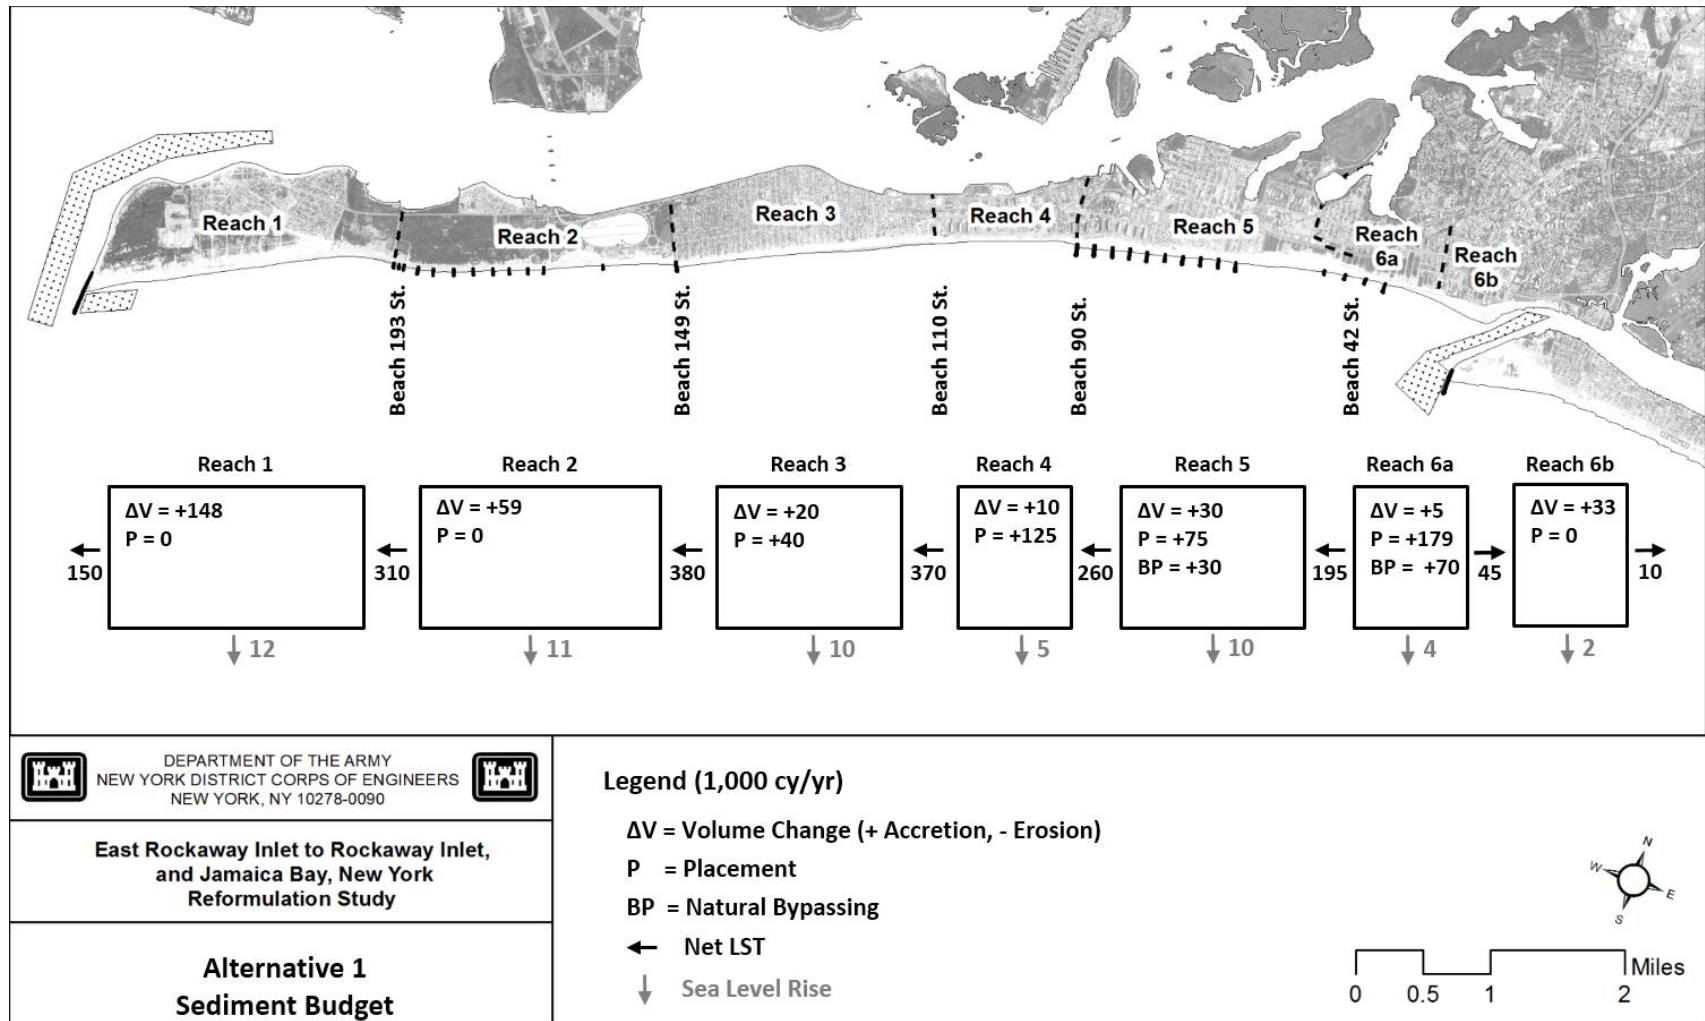 Reach 1
Reach 2
Reach 3
Reach 4
Reach 5
Reach
6a
Reach
6b
Beach 193 St.
Beach 149 St.
Beach 110 St.
Beach 90 St.
Beach 42 St.
Reach 1
Reach 2
Reach 3
Reach 4
Reach 5
Reach 6a
Reach 6b
ΔV = +148
P = 0
ΔV = +59
P = 0
ΔV = +20
P = +40
ΔV = +10
P = +125
ΔV = +30
P = +75
BP = +30
ΔV = +5
P = +179
BP = +70
ΔV = +33
P = 0
150
310
380
370
260
195
45
10
12
11
10
5
10
4
2
DEPARTMENT OF THE ARMY
NEW YORK DISTRICT CORPS OF ENGINEERS
NEW YORK, NY 10278-0090
East Rockaway Inlet to Rockaway Inlet,
and Jamaica Bay, New York
Reformulation Study
Alternative 1
Sediment Budget
Legend (1,000 cy/yr)
ΔV = Volume Change (+ Accretion, - Erosion)
P = Placement
BP = Natural Bypassing
← Net LST
↓ Sea Level Rise
N
W
E
S
Miles
0 0.5 1 2